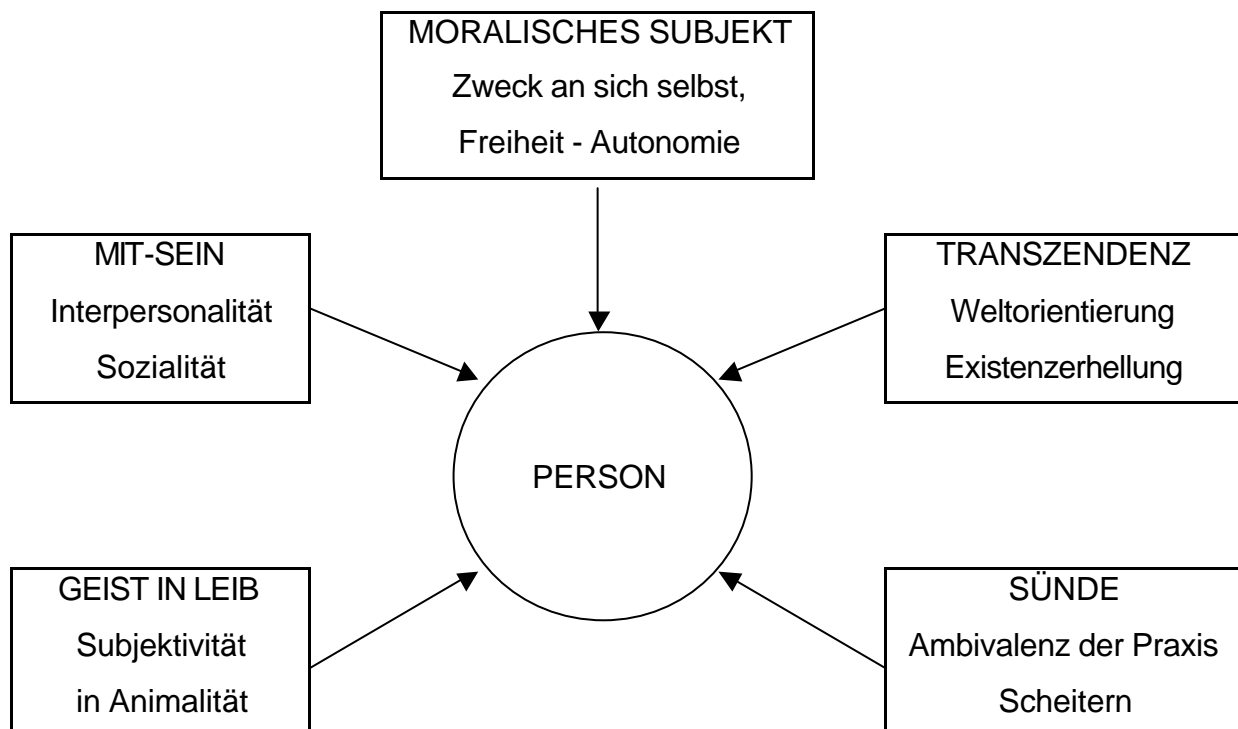 MORALISCHES SUBJEKT
Zweck an sich selbst,
Freiheit - Autonomie
MIT-SEIN
Interpersonalität
Sozialität
TRANSZENDENZ
Weltorientierung
Existenzerhellung
PERSON
GEIST IN LEIB
Subjektivität
in Animalität
SÜNDE
Ambivalenz der Praxis
Scheitern